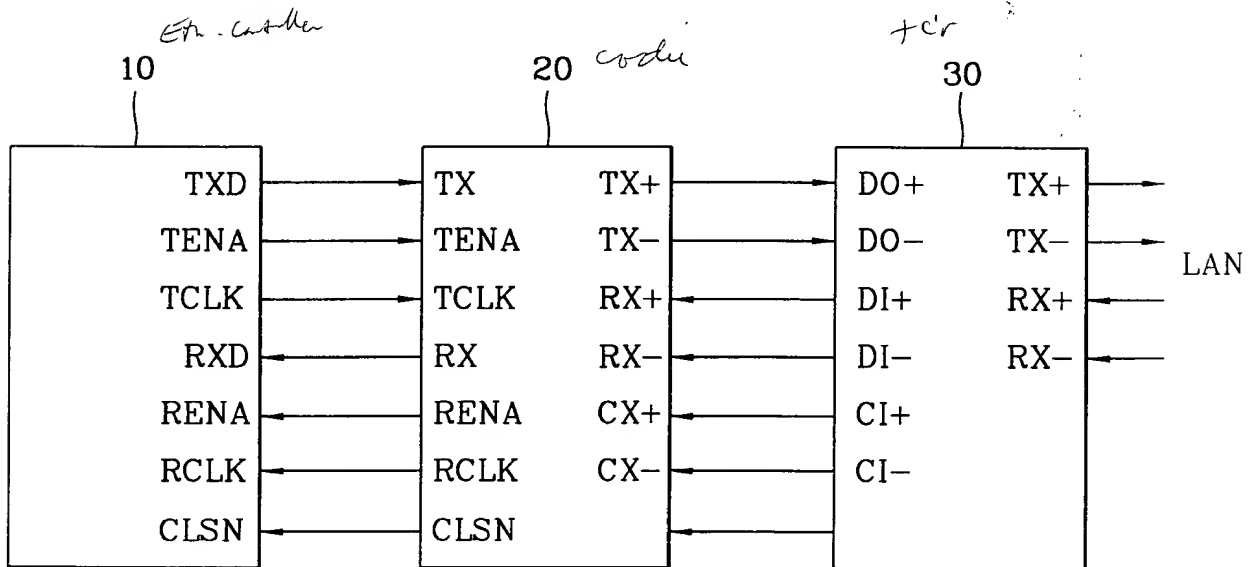 10
20
30
TXD TX TX+ DO+ TX+
TENA TENA TX- DO- TX-
LAN
TCLK TCLK RX+ DI+ RX+
RXD RX RX- DI- RX-
RENA RENA CX+ CI+
RCLK RCLK CX- CI-
CLSN CLSN